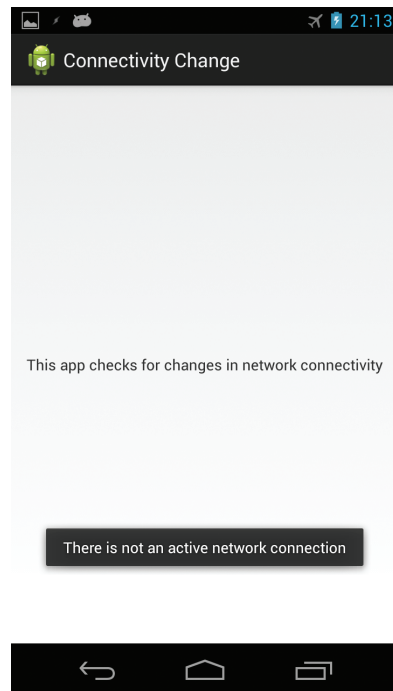 21:13
Connectivity Change
This app checks for changes in network connectivity
There is not an active network connection